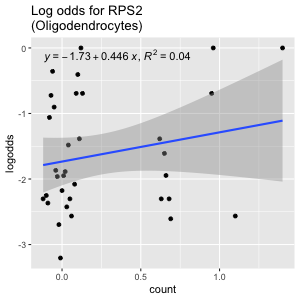 Log odds for RPS2
(Oligodendrocytes)
y = −1.73 + 0.446 x, R² = 0.04
0
-1
-2
-3
logodds
0.0 0.5 1.0
count